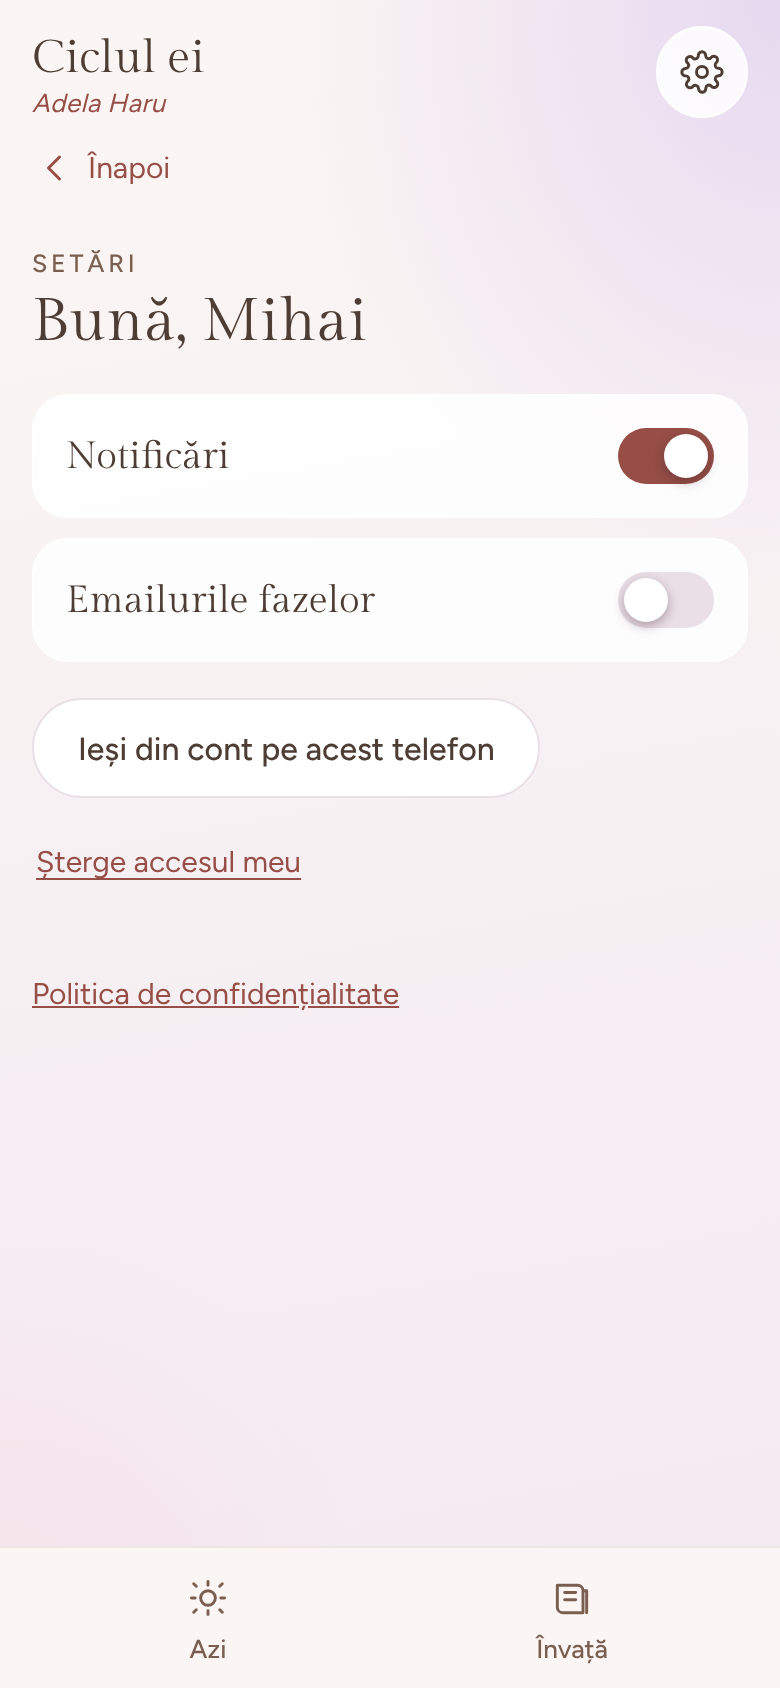 Ciclul ei
Adela Haru
Înapoi
SETĂRI
Bună, Mihai
Notificări
Emailurile fazelor
Ieși din cont pe acest telefon
Șterge accesul meu
Politica de confidențialitate
Azi
Învață